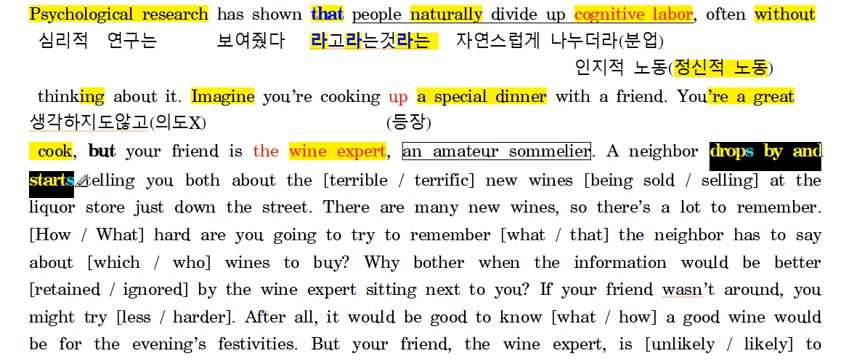 Psychological research has shown that people naturally divide up cognitive labor, often without
심리적 연구는 보여줬다 라고라는것라는 자연스럽게 나누더라(분업)
인지적 노동(정신적 노동)
thinking about it. Imagine you're cooking up a special dinner with a friend. You're a great
생각하지도않고(의도X) (등장)
cook, but your friend is the wine expert, an amateur sommelier. A neighbor drops by and
starts telling you both about the [terrible / terrific] new wines [being sold / selling] at the
liquor store just down the street. There are many new wines, so there's a lot to remember.
[How / What] hard are you going to try to remember [what / that] the neighbor has to say
about [which / who] wines to buy? Why bother when the information would be better
[retained / ignored] by the wine expert sitting next to you? If your friend wasn't around, you
might try [less / harder]. After all, it would be good to know [what / how] a good wine would
be for the evening's festivities. But your friend, the wine expert, is [unlikely / likely] to